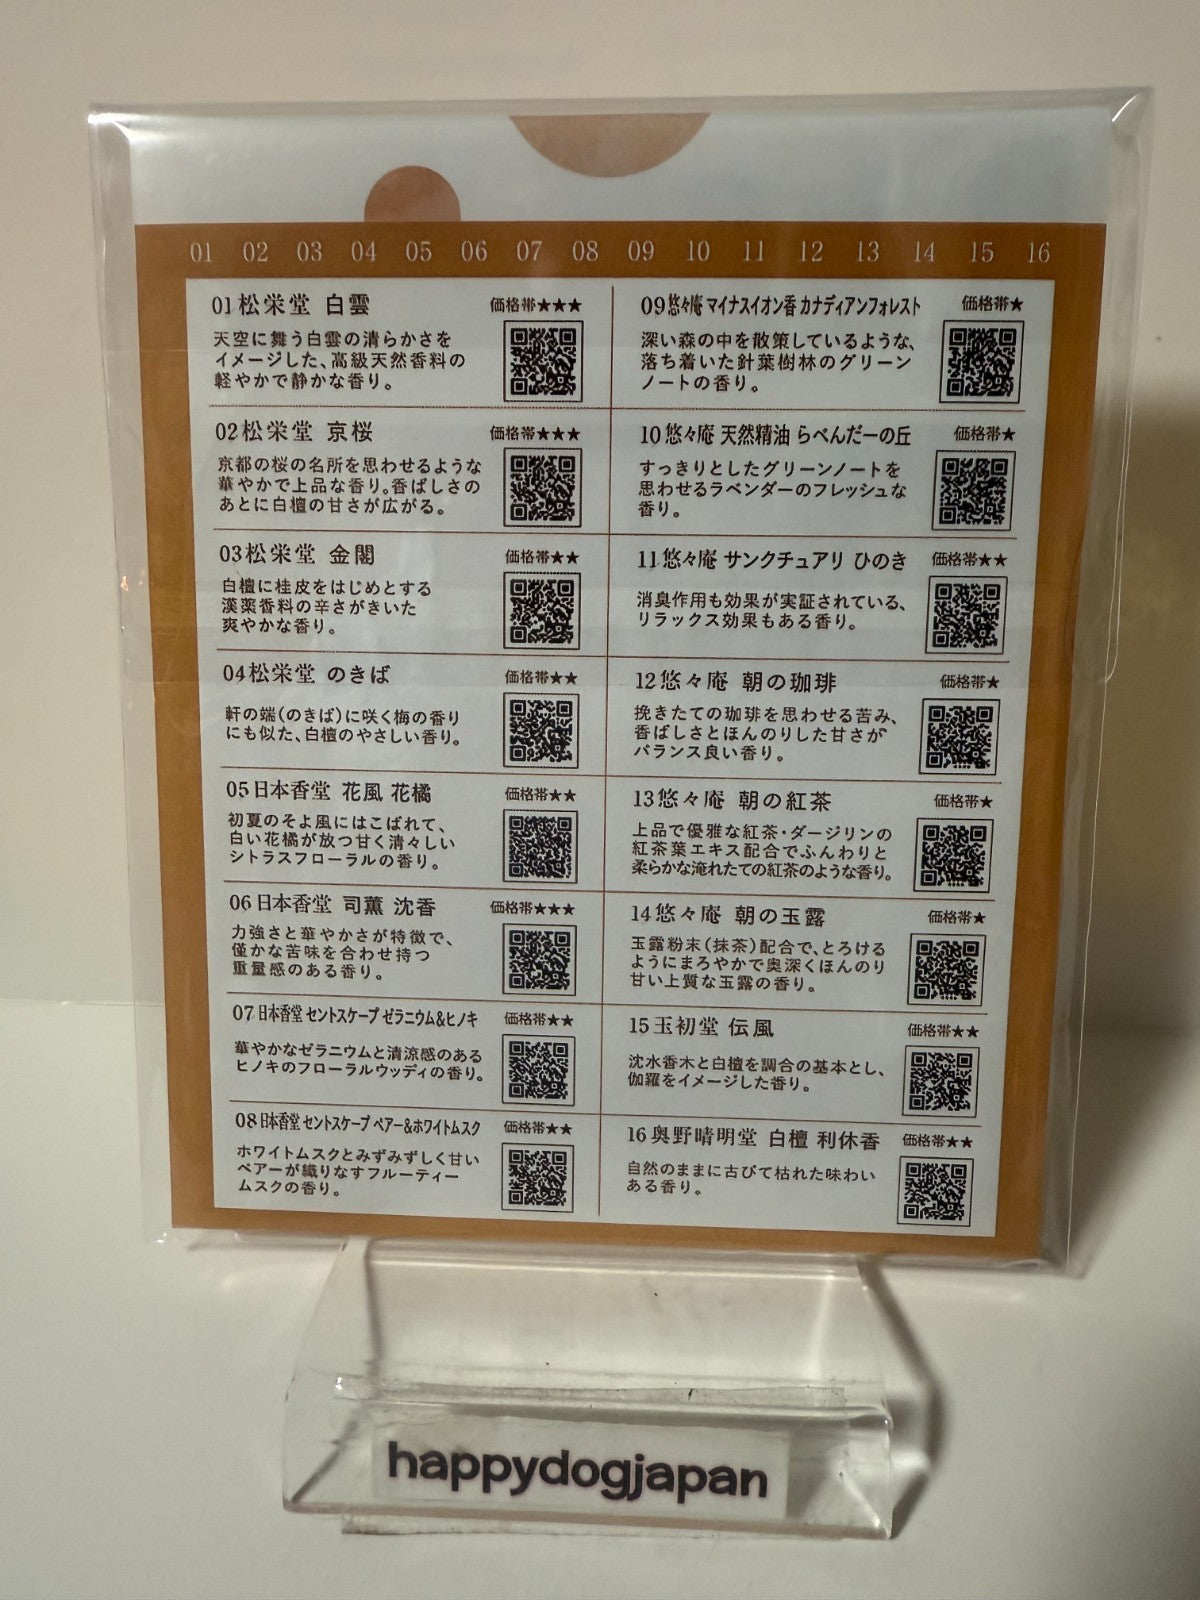 01 02 03 04 05 06 07 08 09 10 11 12 13 14 15 16
01松栄堂 白雲 価格帯★★★
天空に舞う白雲の清らかさを
イメージした、高級天然香料の
軽やかで静かな香り。
02松栄堂 京桜 価格帯★★★
京都の桜の名所を思わせるような
華やかで上品な香り。香ばしさの
あとに白檀の甘さが広がる。
03松栄堂 金閣 価格帯★★
白檀に桂皮をはじめとする
漢薬香料の辛さがきいた
爽やかな香り。
04松栄堂 のきば 価格帯★★
軒の端(のきば)に咲く梅の香り
にも似た、白檀のやさしい香り。
05日本香堂 花風 花橘 価格帯★★
初夏のそよ風にはこばれて、
白い花橘が放つ甘く清々しい
シトラスフローラルの香り。
06日本香堂 司薫 沈香 価格帯★★★
力強さと華やかさが特徴で、
僅かな苦味を合わせ持つ
重量感のある香り。
07日本香堂 セントスケープ ゼラニウム&ヒノキ 価格帯★★
華やかなゼラニウムと清涼感のある
ヒノキのフローラルウッディの香り。
08日本香堂 セントスケープ ペアー&ホワイトムスク 価格帯★★
ホワイトムスクとみずみずしく甘い
ペアーが織りなすフルーティー
ムスクの香り。
09悠々庵 マイナスイオン香 カナディアンフォレスト 価格帯★
深い森の中を散策しているような、
落ち着いた針葉樹林のグリーン
ノートの香り。
10悠々庵 天然精油 らべんだーの丘 価格帯★
すっきりとしたグリーンノートを
思わせるラベンダーのフレッシュな
香り。
11悠々庵 サンクチュアリ ひのき 価格帯★★
消臭作用も効果が実証されている、
リラックス効果もある香り。
12悠々庵 朝の珈琲 価格帯★
挽きたての珈琲を思わせる苦み、
香ばしさとほんのりした甘さが
バランス良い香り。
13悠々庵 朝の紅茶 価格帯★
上品で優雅な紅茶・ダージリンの
紅茶葉エキス配合でふんわりと
柔らかな淹れたての紅茶のような香り。
14悠々庵 朝の玉露 価格帯★
玉露粉末(抹茶)配合で、とろける
ようにまろやかで奥深くほんのり
甘い上質な玉露の香り。
15玉初堂 伝風 価格帯★★
沈水香木と白檀を調合の基本とし、
伽羅をイメージした香り。
16奥野晴明堂 白檀 利休香 価格帯★★
自然のままに古びて枯れた味わい
ある香り。
happydogjapan